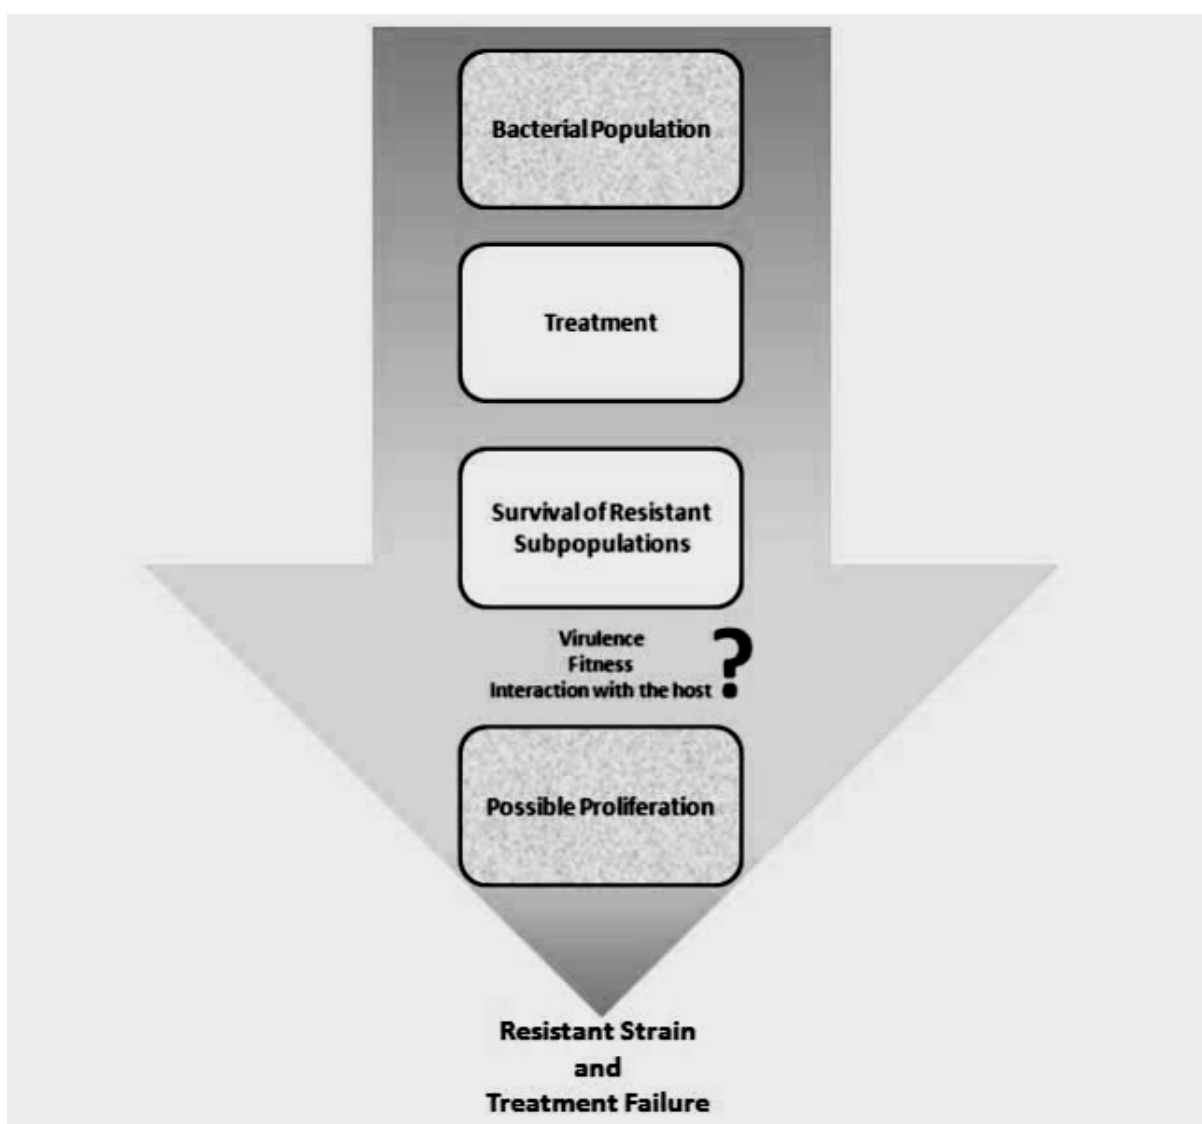 Bacterial Population
Treatment
Survival of Resistant
Subpopulations
Virulence
Fitness
Interaction with the host
?
Possible Proliferation
Resistant Strain
and
Treatment Failure